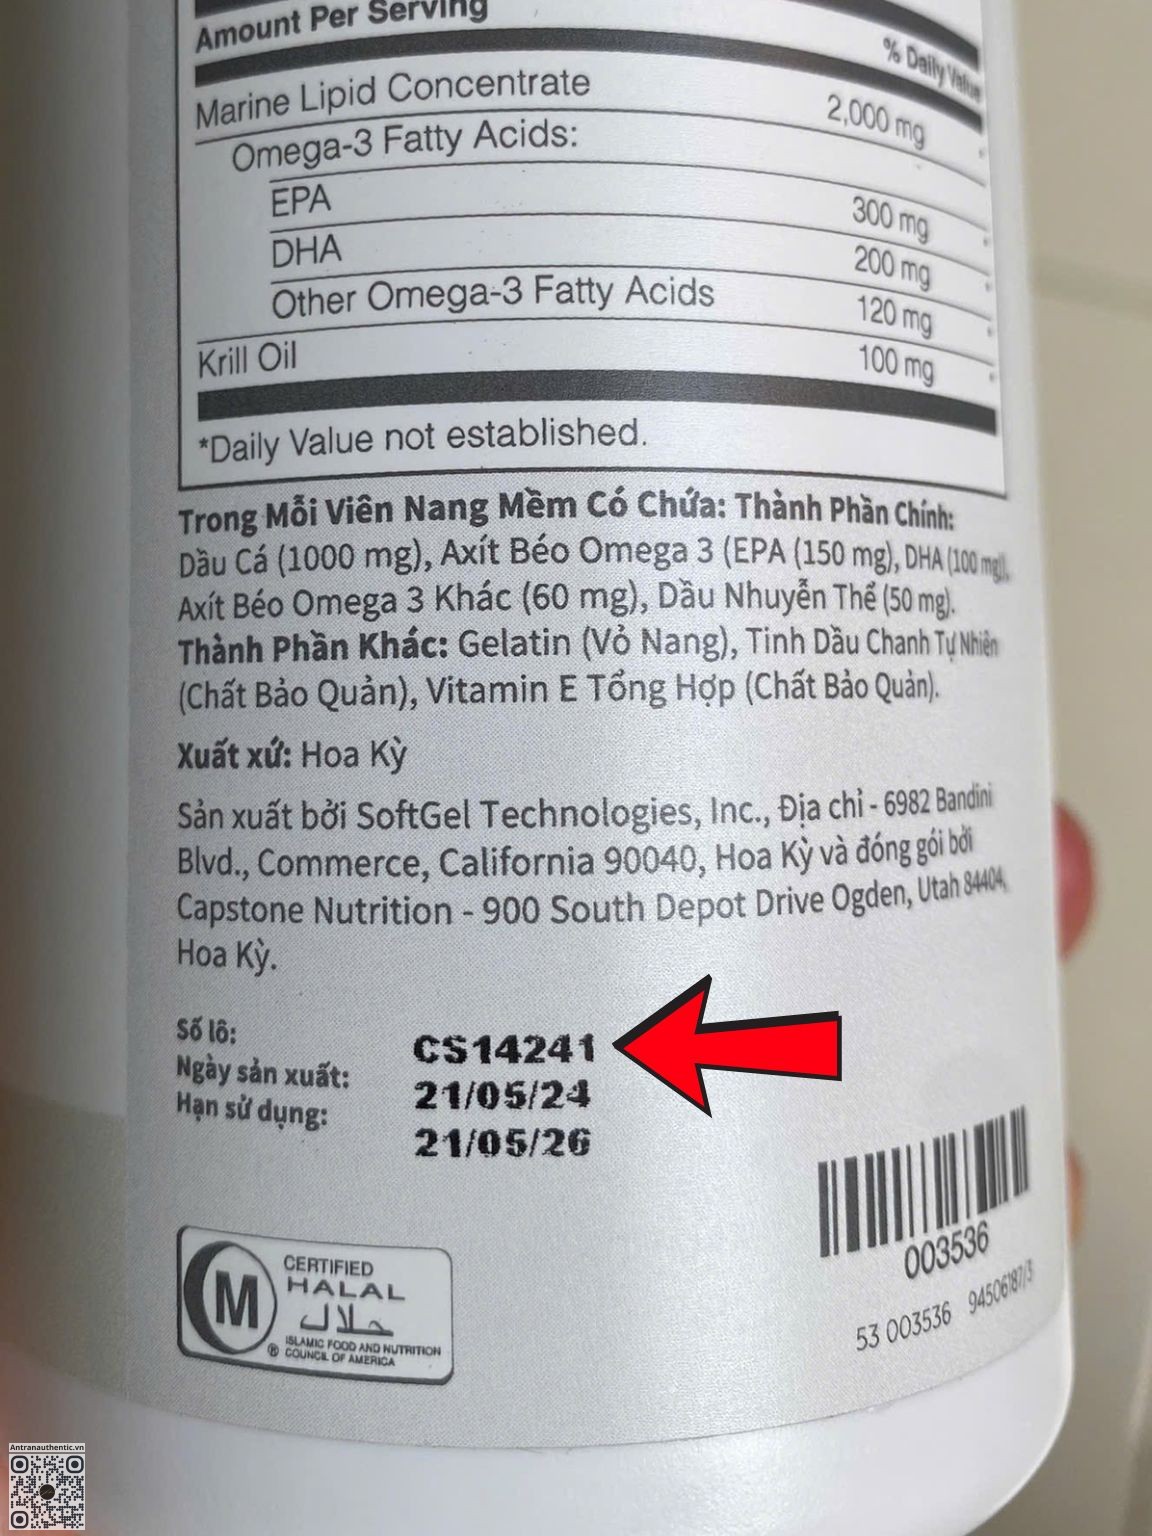 Amount Per Serving
% Daily Value
Marine Lipid Concentrate 2,000 mg *
Omega-3 Fatty Acids:
EPA 300 mg *
DHA 200 mg *
Other Omega-3 Fatty Acids 120 mg *
Krill Oil 100 mg *
*Daily Value not established.
Trong Mỗi Viên Nang Mềm Có Chứa: Thành Phần Chính:
Dầu Cá (1000 mg), Axít Béo Omega 3 (EPA (150 mg), DHA (100 mg),
Axít Béo Omega 3 Khác (60 mg), Dầu Nhuyễn Thể (50 mg).
Thành Phần Khác: Gelatin (Vỏ Nang), Tinh Dầu Chanh Tự Nhiên
(Chất Bảo Quản), Vitamin E Tổng Hợp (Chất Bảo Quản).
Xuất xứ: Hoa Kỳ
Sản xuất bởi SoftGel Technologies, Inc., Địa chỉ - 6982 Bandini
Blvd., Commerce, California 90040, Hoa Kỳ và đóng gói bởi
Capstone Nutrition - 900 South Depot Drive Ogden, Utah 84404,
Hoa Kỳ.
Số lô: CS14241
Ngày sản xuất: 21/05/24
Hạn sử dụng: 21/05/26
003536
53 003536 94506187/3
M
CERTIFIED
HALAL
حلال
® ISLAMIC FOOD AND NUTRITION
COUNCIL OF AMERICA
Antranauthentic.vn